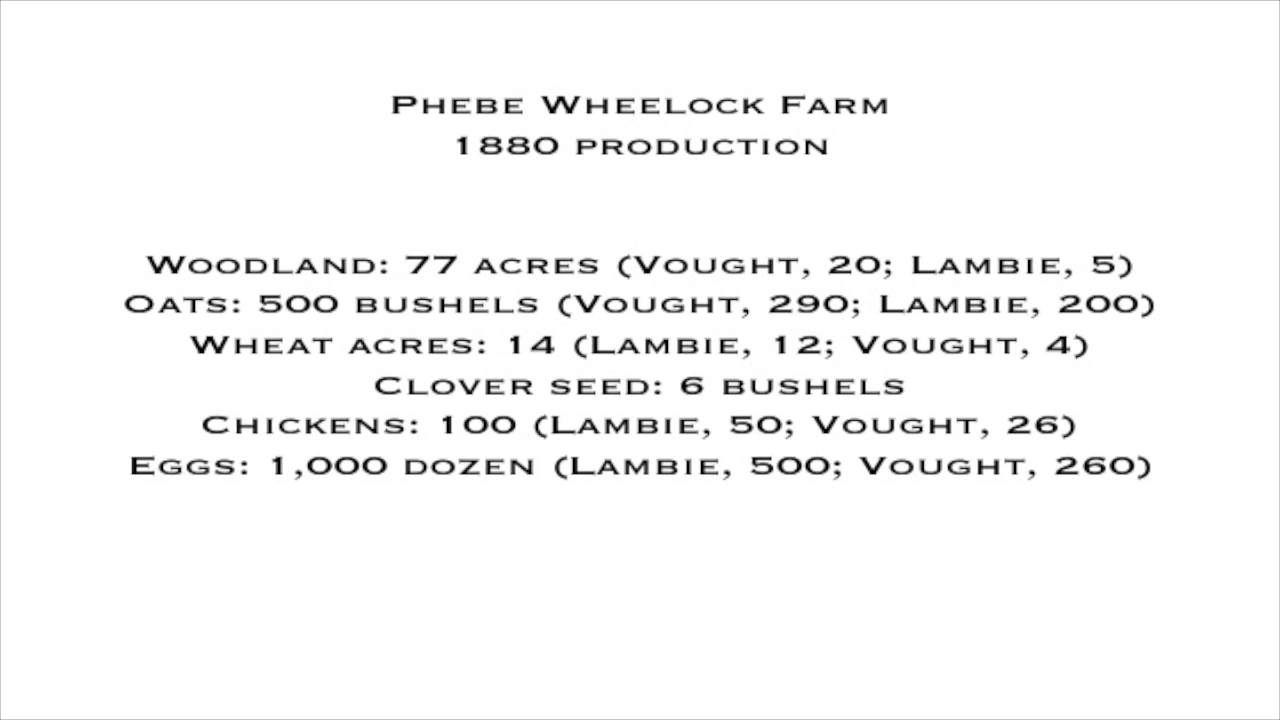 Phebe Wheelock Farm
1880 production
Woodland: 77 acres (Vought, 20; Lambie, 5)
Oats: 500 bushels (Vought, 290; Lambie, 200)
Wheat acres: 14 (Lambie, 12; Vought, 4)
Clover seed: 6 bushels
Chickens: 100 (Lambie, 50; Vought, 26)
Eggs: 1,000 dozen (Lambie, 500; Vought, 260)